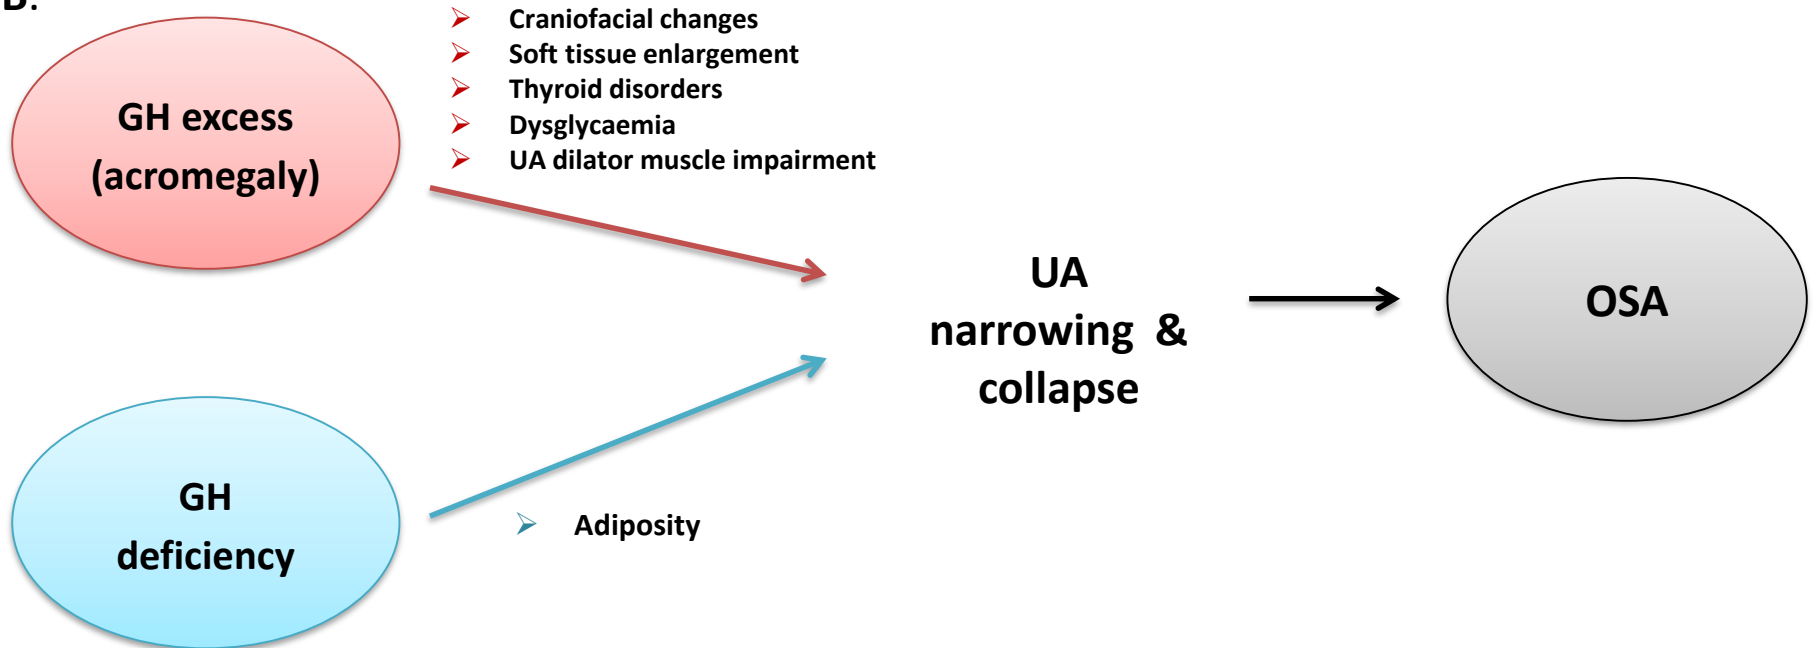 B.
Craniofacial changes
Soft tissue enlargement
Thyroid disorders
Dysglycaemia
UA dilator muscle impairment
GH excess
(acromegaly)
UA
narrowing & 
collapse
OSA
GH
deficiency
Adiposity